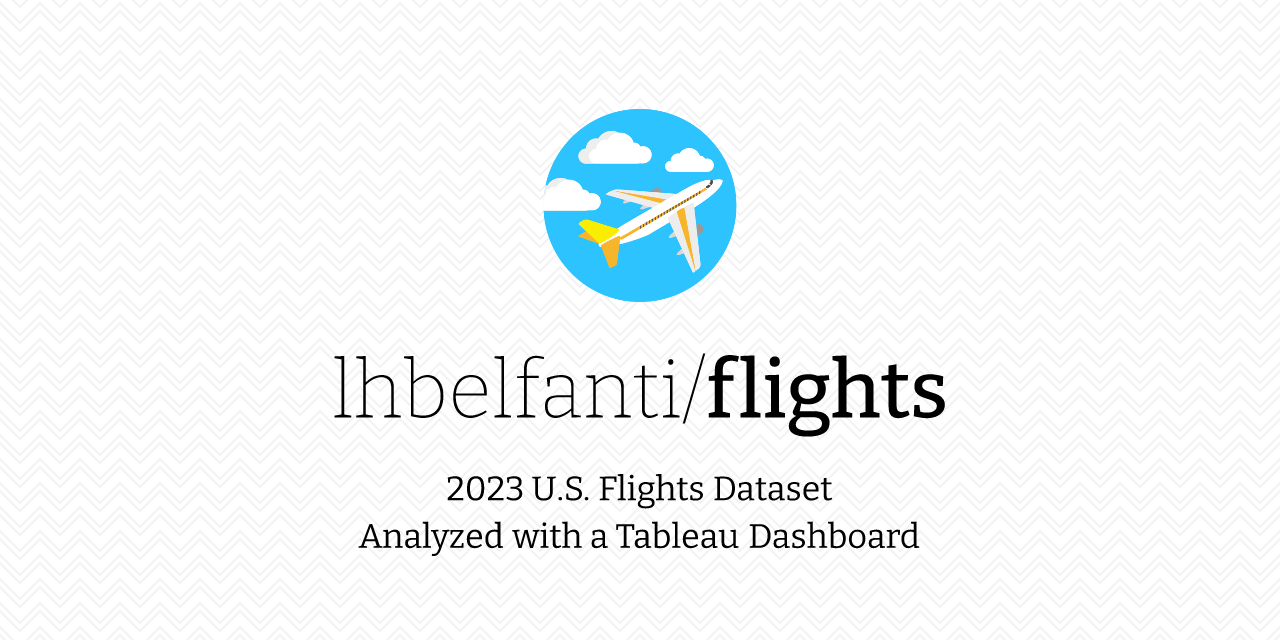 lhbelfanti/flights
2023 U.S. Flights Dataset
Analyzed with a Tableau Dashboard